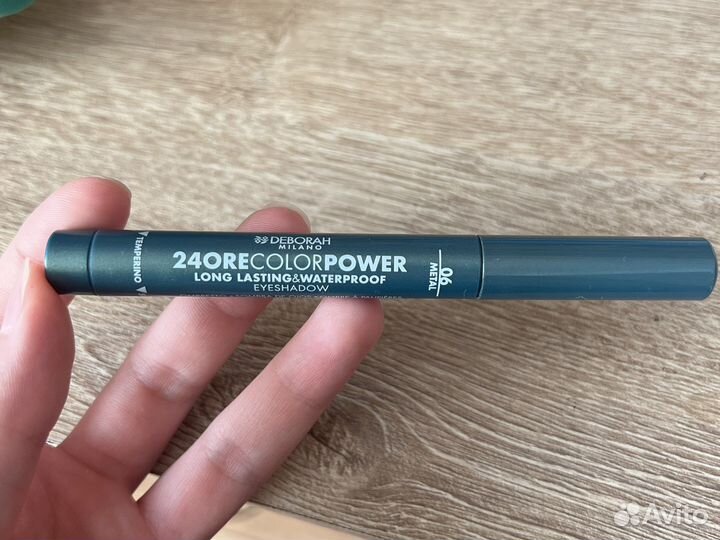 DEBORAH
MILANO
24ORECOLORPOWER
LONG LASTING&WATERPROOF
EYESHADOW
TEMPERINO
06
METAL
Avito